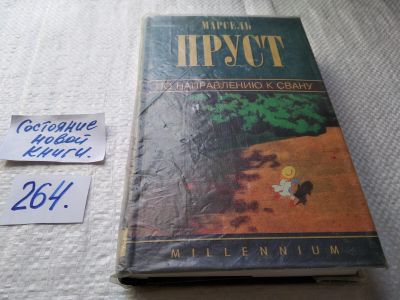 МАРСЕЛЬ
ПРУСТ
ПО НАПРАВЛЕНИЮ К СВАНУ
MILLENNIUM
Состояние
новой
книги.
264.